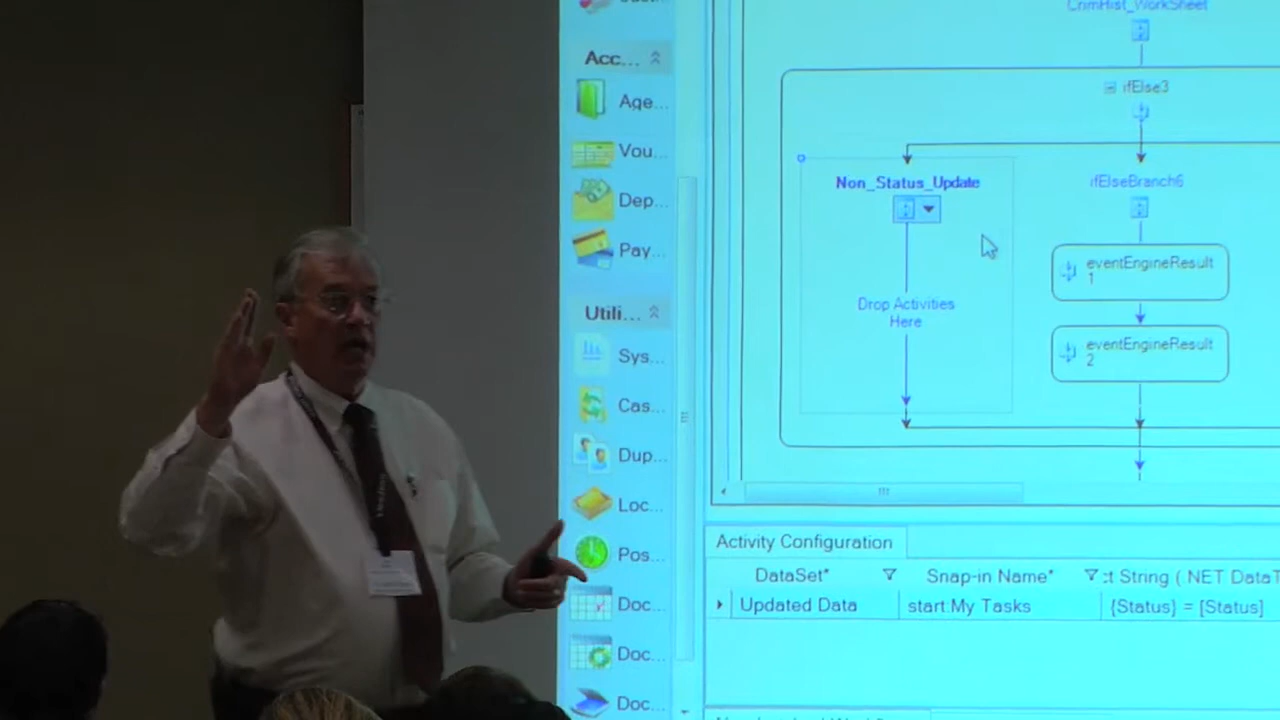 Acc...
Age...
Vou...
Dep...
Pay...
Utili...
Sys...
Cas...
Dup...
Loc...
Pos...
Doc...
Doc...
Doc...
CrimHist_WorkSheet
ifElse3
Non_Status_Update
ifElseBranch6
Drop Activities
Here
eventEngineResult
1
eventEngineResult
2
Activity Configuration
DataSet* Snap-in Name* :t String ( NET DataT
Updated Data start:My Tasks {Status} = [Status]